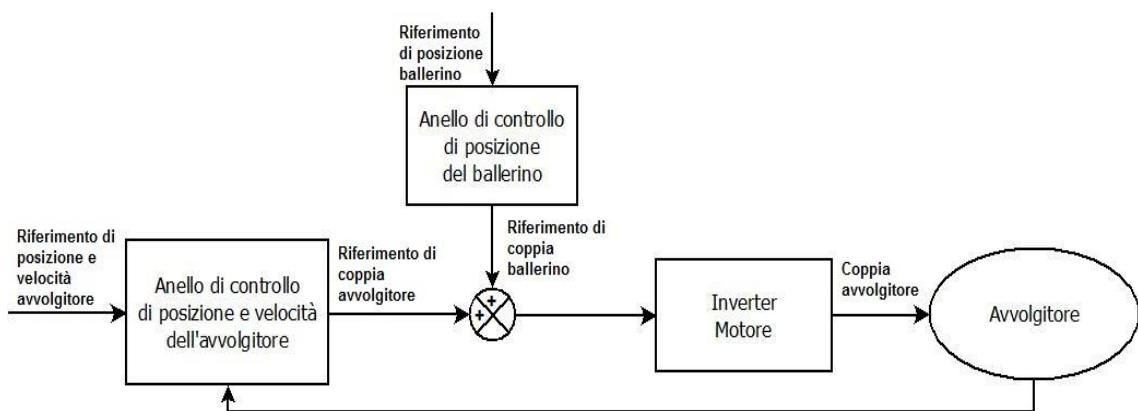 Riferimento
di posizione
ballerino
Anello di controllo
di posizione
del ballerino
Riferimento di
posizione e
velocità
avvolgitore
Anello di controllo
di posizione e velocità
dell'avvolgitore
Riferimento di
coppia
avvolgitore
Riferimento di
coppia
ballerino
+
+
Inverter
Motore
Coppia
avvolgitore
Avvolgitore